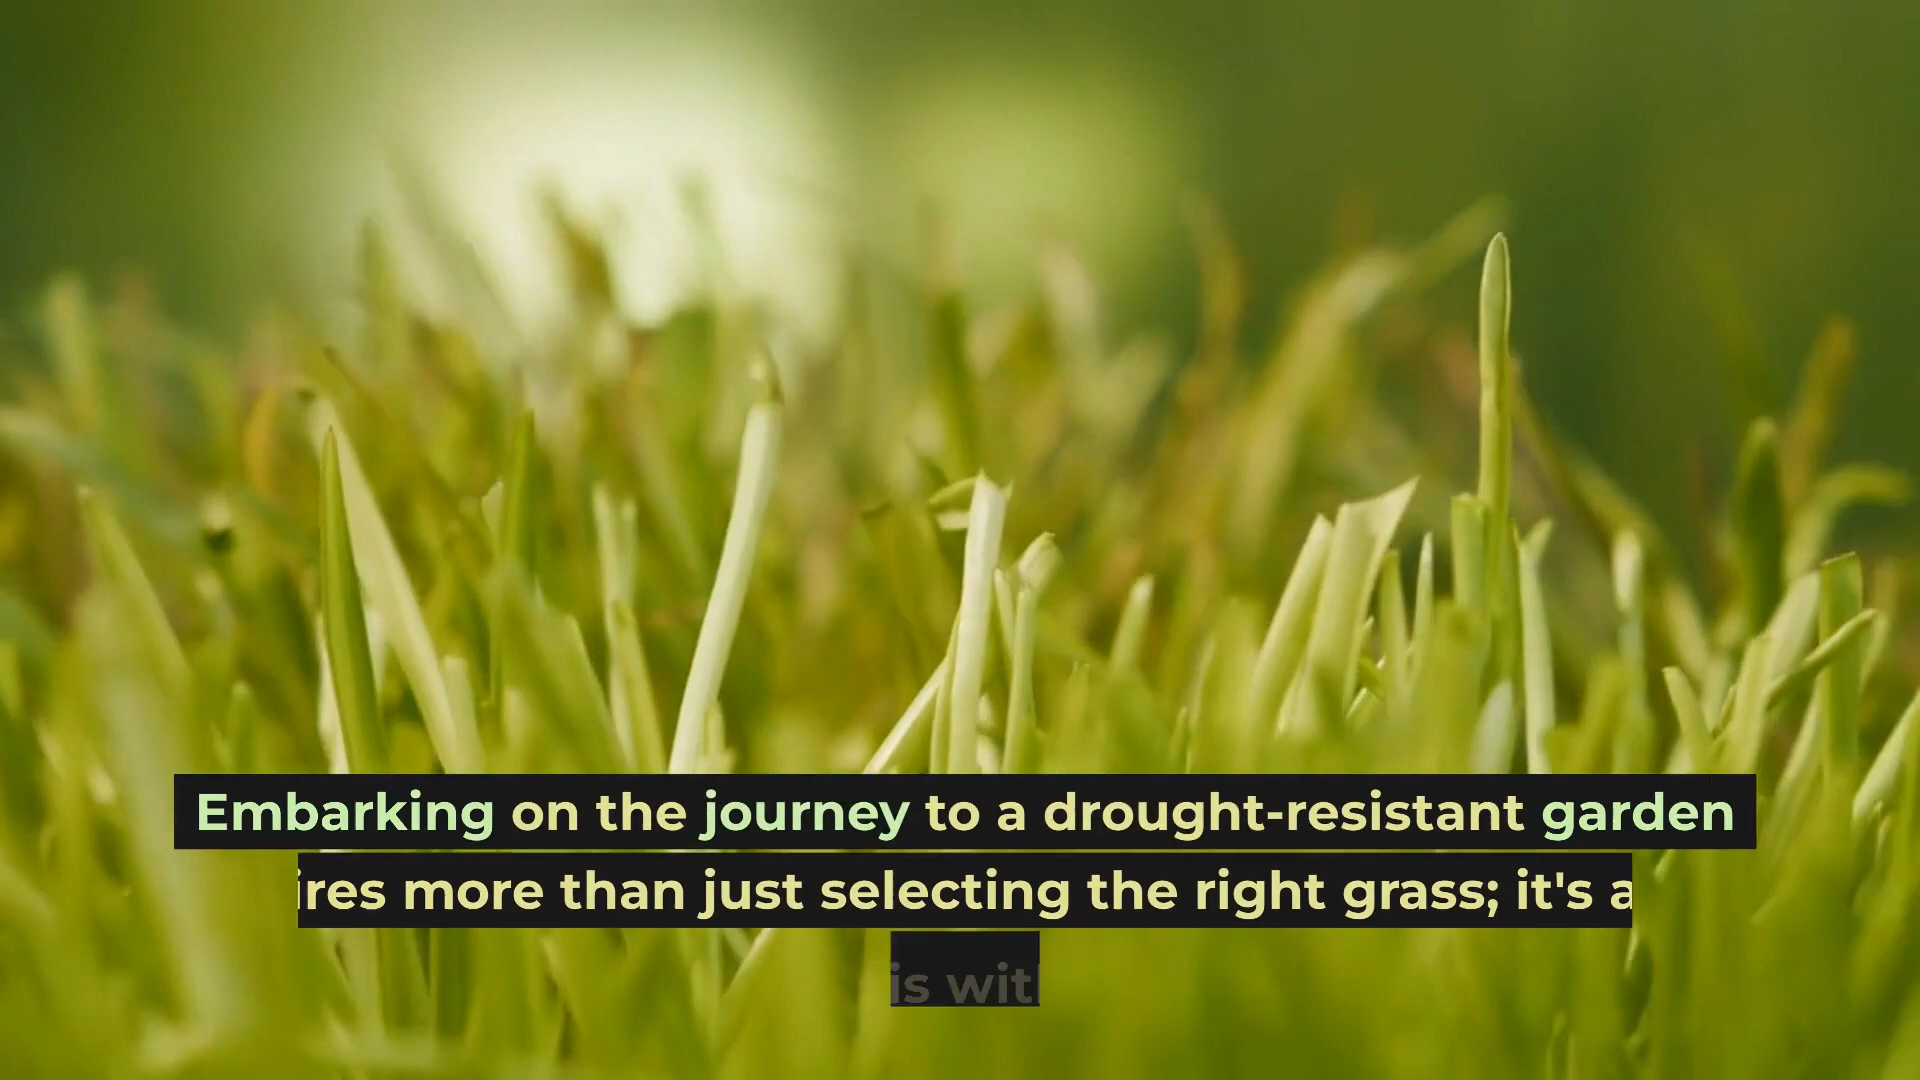 Embarking on the journey to a drought-resistant garden
ires more than just selecting the right grass; it's a
is wit